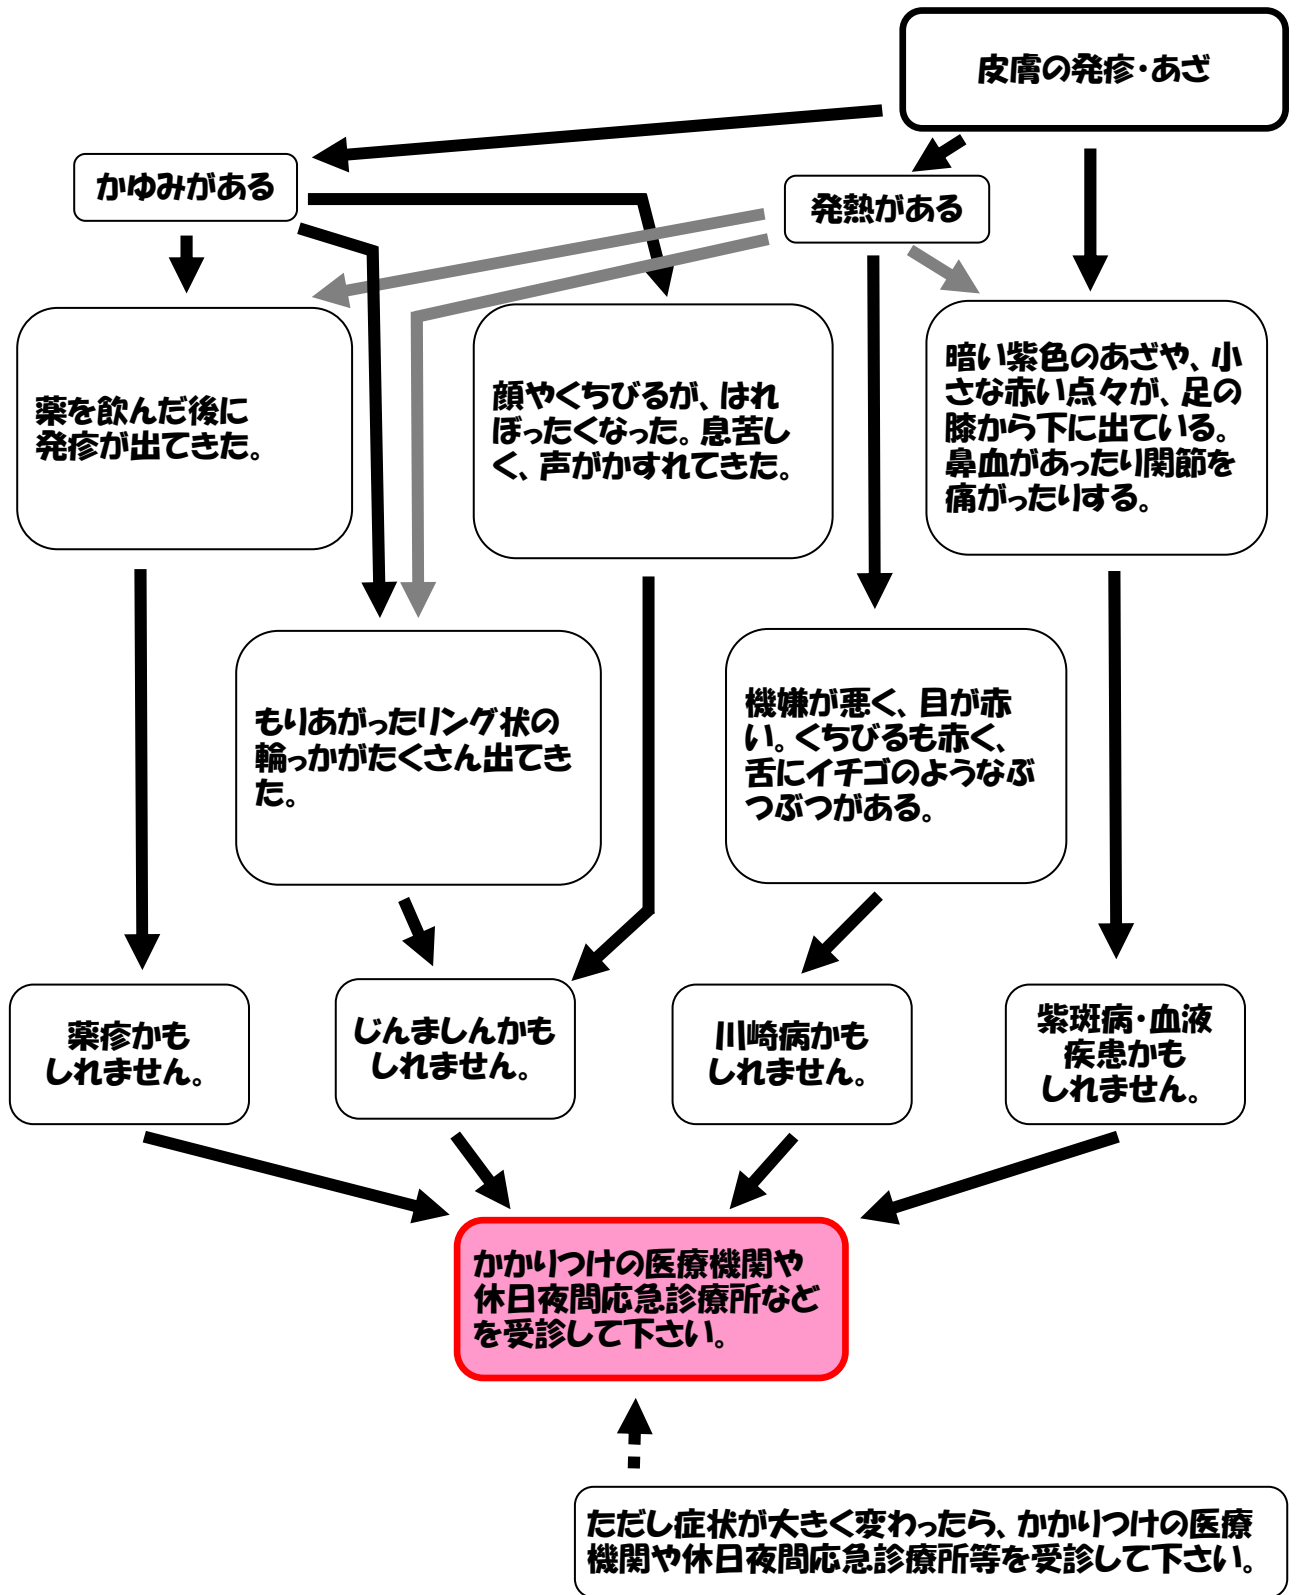 皮膚の発疹・あざ
かゆみがある
発熱がある
薬を飲んだ後に
発疹が出てきた。
顔やくちびるが、はれ
ぼったくなった。息苦し
く、声がかすれてきた。
暗い紫色のあざや、小
さな赤い点々が、足の
膝から下に出ている。
鼻血があったり関節を
痛がったりする。
もりあがったリング状の
輪っかがたくさん出てき
た。
機嫌が悪く、目が赤
い。くちびるも赤く、
舌にイチゴのようなぶ
つぶつがある。
薬疹かも
しれません。
じんましんかも
しれません。
川崎病かも
しれません。
紫斑病・血液
疾患かも
しれません。
かかりつけの医療機関や
休日夜間応急診療所など
を受診して下さい。
ただし症状が大きく変わったら、かかりつけの医療
機関や休日夜間応急診療所等を受診して下さい。